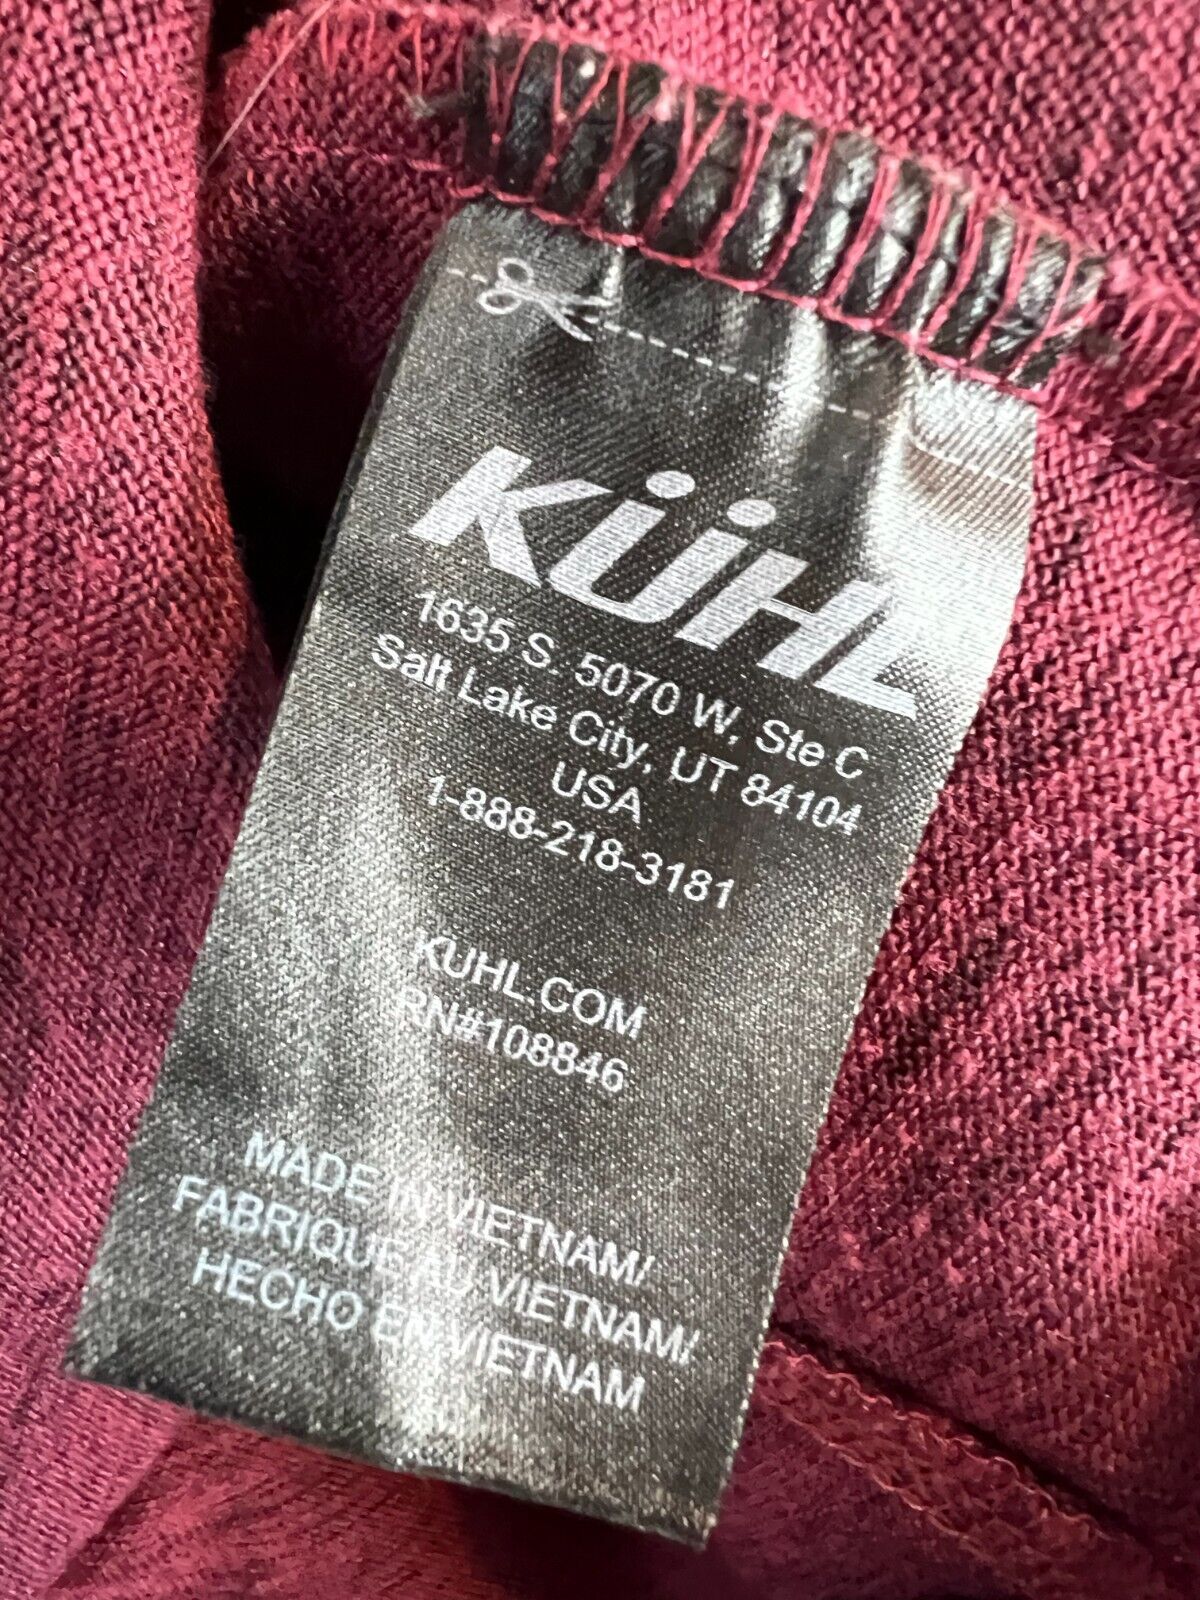 KÜHL
1635 S. 5070 W, Ste C
Salt Lake City, UT 84104
USA
1-888-218-3181
KUHL.COM
RN#108846
MADE IN VIETNAM/
FABRIQUE AU VIETNAM/
HECHO EN VIETNAM